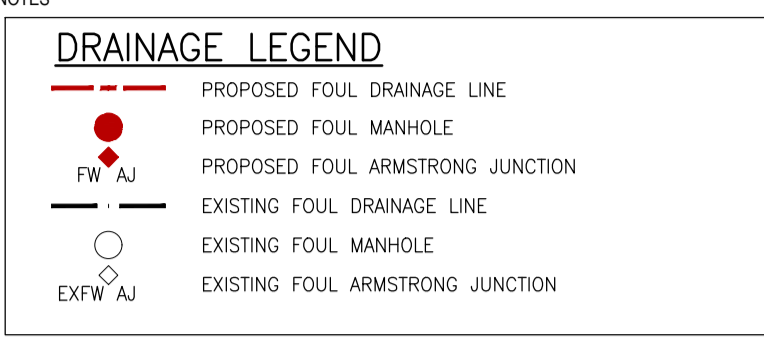 NOTES
DRAINAGE LEGEND
PROPOSED FOUL DRAINAGE LINE
PROPOSED FOUL MANHOLE
FW AJ PROPOSED FOUL ARMSTRONG JUNCTION
EXISTING FOUL DRAINAGE LINE
EXISTING FOUL MANHOLE
EXFW AJ EXISTING FOUL ARMSTRONG JUNCTION